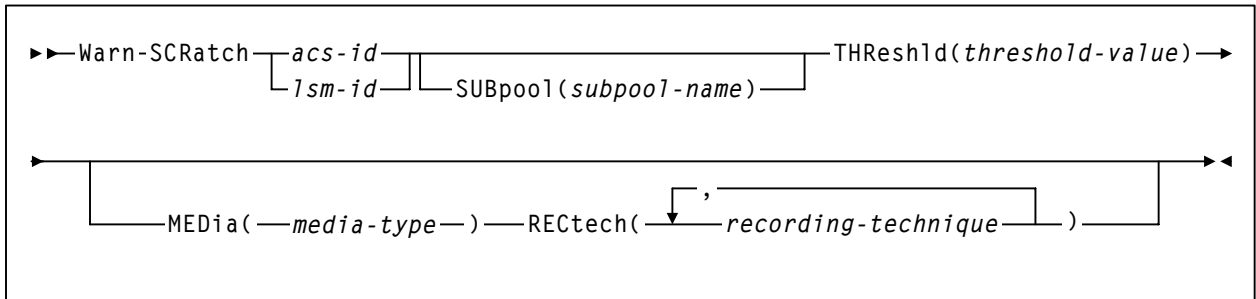 Warn-SCRatch acs-id THReshld(threshold-value)
lsm-id SUBpool(subpool-name)
,
MEDia( media-type ) RECtech( recording-technique )